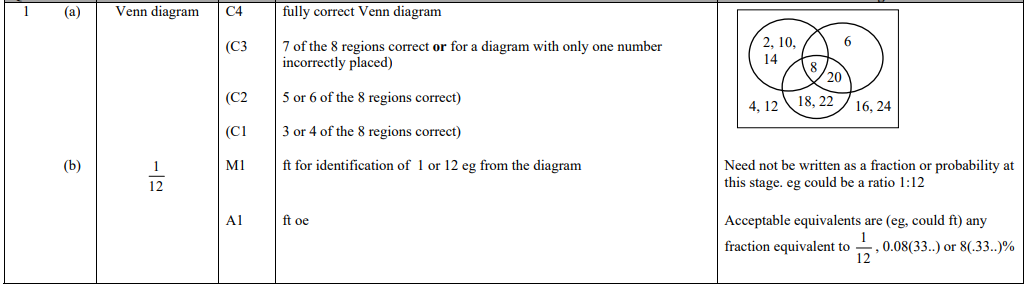 1 (a) Venn diagram C4 fully correct Venn diagram
(C3 7 of the 8 regions correct or for a diagram with only one number
incorrectly placed)
(C2 5 or 6 of the 8 regions correct)
(C1 3 or 4 of the 8 regions correct)
2, 10,
14
6
8
20
4, 12
18, 22
16, 24
(b) 1/12 M1 ft for identification of 1 or 12 eg from the diagram Need not be written as a fraction or probability at
this stage. eg could be a ratio 1:12
A1 ft oe Acceptable equivalents are (eg, could ft) any
fraction equivalent to 1/12 , 0.08(33..) or 8(.33..)%